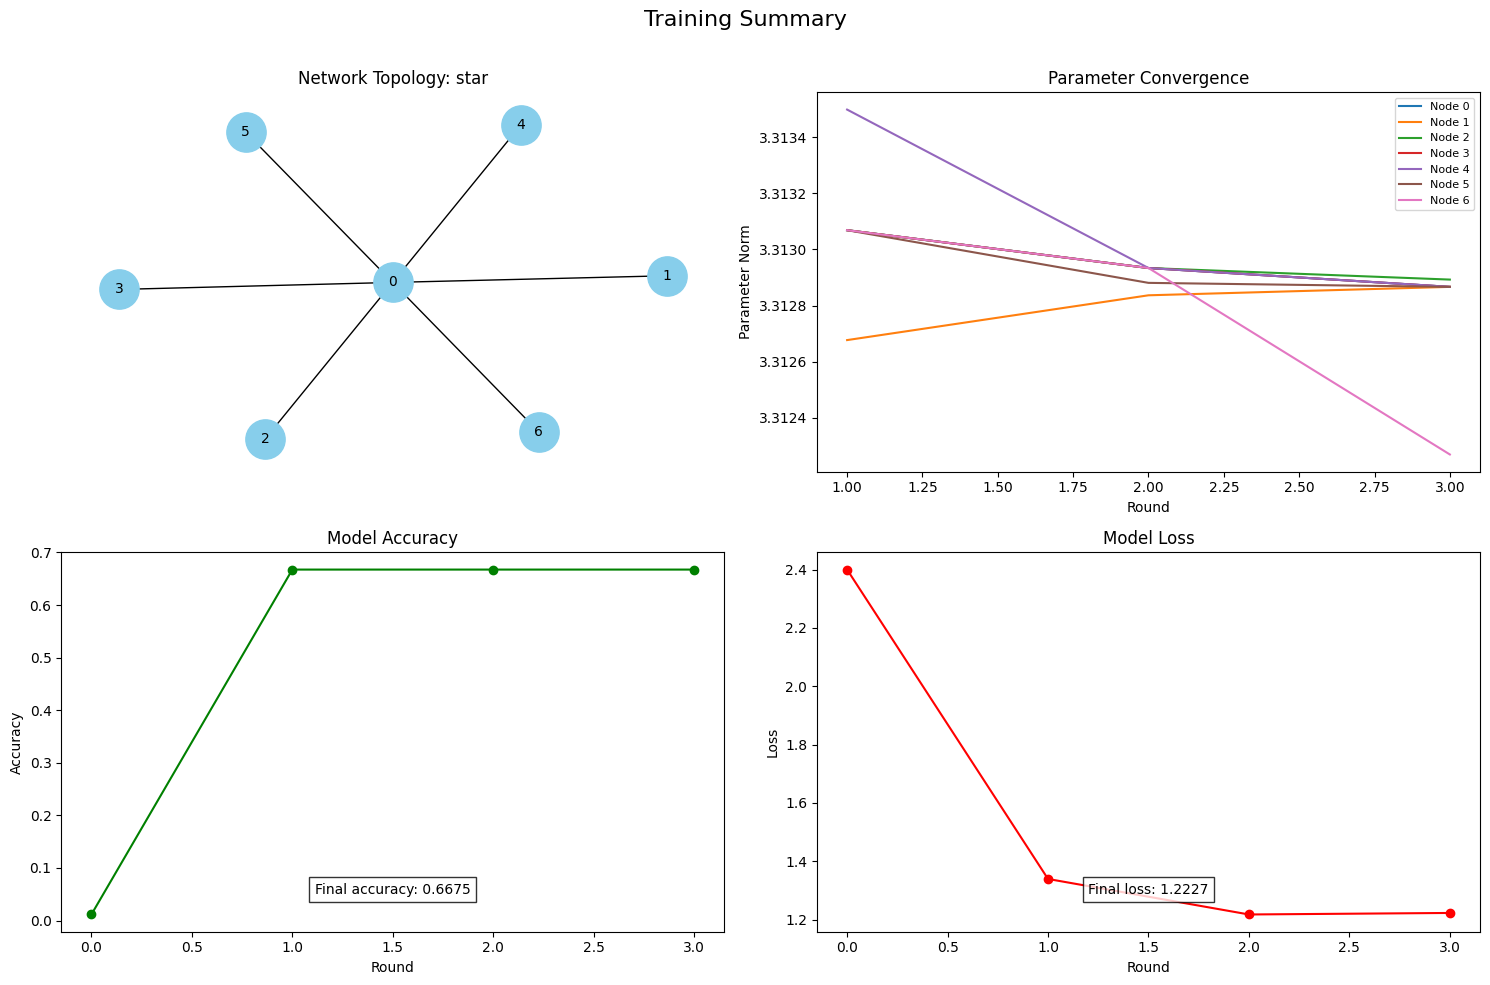 Training Summary
Network Topology: star
5
4
3
0
1
2
6
Parameter Convergence
Parameter Norm
3.3134
3.3132
3.3130
3.3128
3.3126
3.3124
Node 0
Node 1
Node 2
Node 3
Node 4
Node 5
Node 6
1.00 1.25 1.50 1.75 2.00 2.25 2.50 2.75 3.00
Round
Model Accuracy
Accuracy
0.7
0.6
0.5
0.4
0.3
0.2
0.1
0.0
Final accuracy: 0.6675
0.0 0.5 1.0 1.5 2.0 2.5 3.0
Round
Model Loss
Loss
2.4
2.2
2.0
1.8
1.6
1.4
1.2
Final loss: 1.2227
0.0 0.5 1.0 1.5 2.0 2.5 3.0
Round